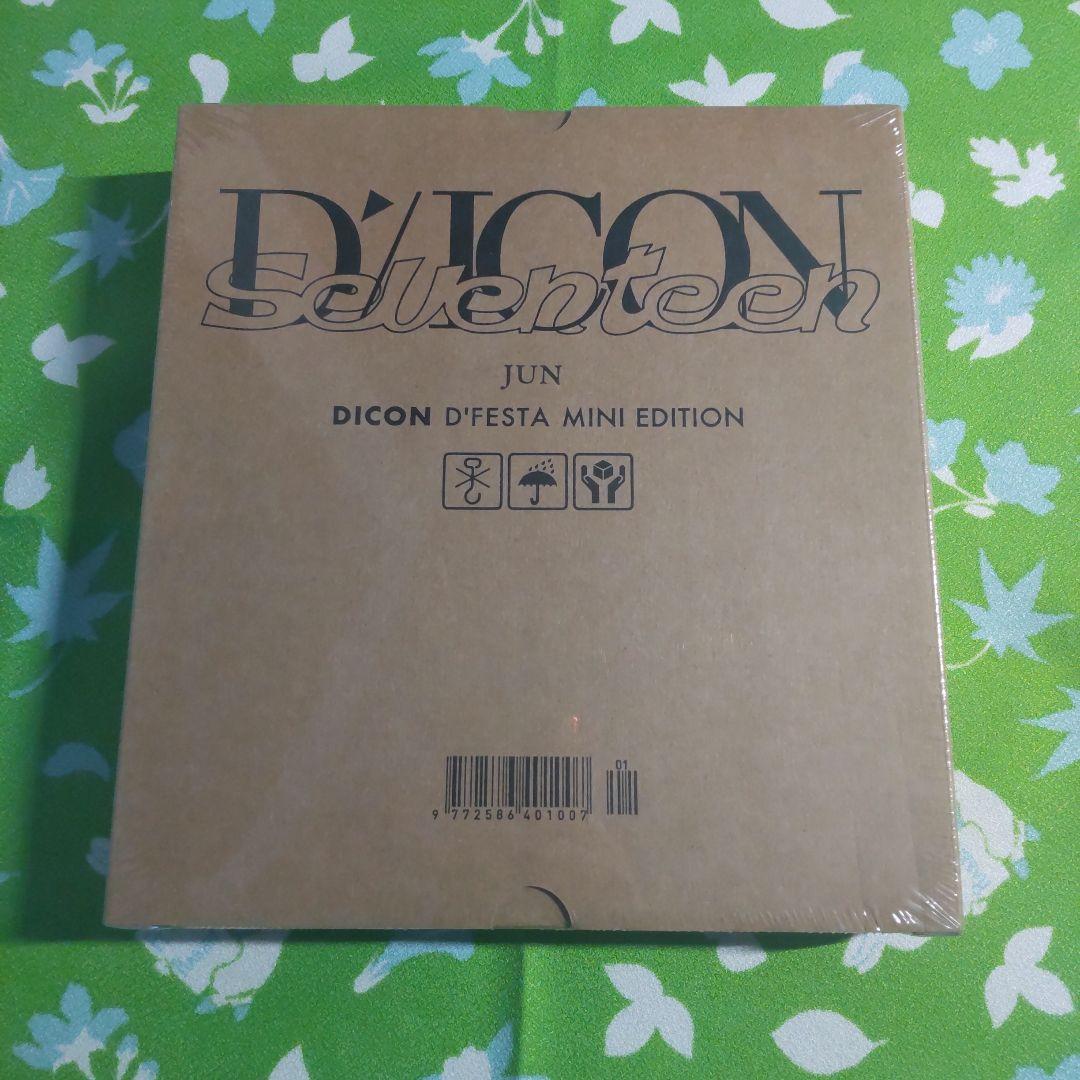 D'/ICON
Seventeen
JUN
DICON D'FESTA MINI EDITION
01
9 772586 401007